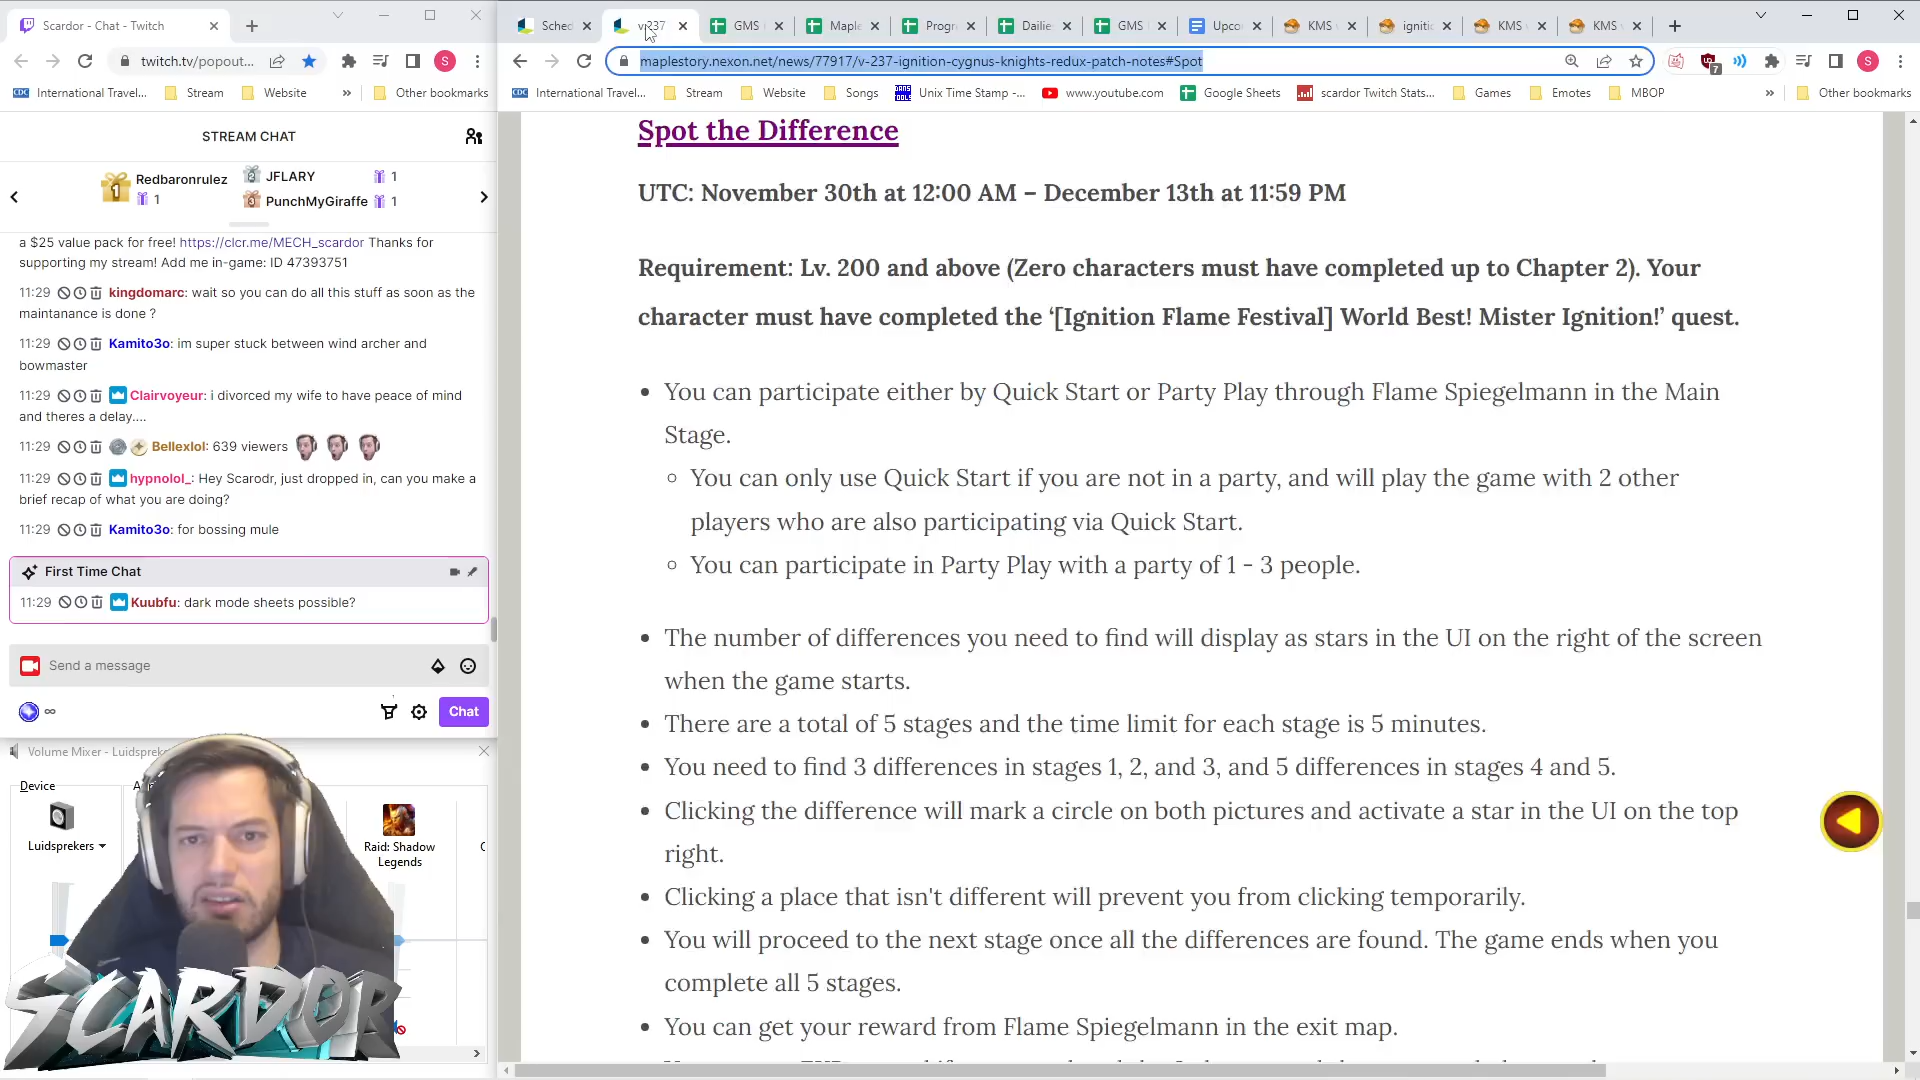 Scardor - Chat - Twitch
twitch.tv/popout...
International Travel...
Stream
Website
Other bookmarks
STREAM CHAT
1
Redbaronrulez
1
2
JFLARY
1
3
PunchMyGiraffe
1
a $25 value pack for free! https://clcr.me/MECH_scardor Thanks for
supporting my stream! Add me in-game: ID 47393751
11:29 kingdomarc: wait so you can do all this stuff as soon as the
maintanance is done ?
11:29 Kamito3o: im super stuck between wind archer and
bowmaster
11:29 Clairvoyeur: i divorced my wife to have peace of mind
and theres a delay....
11:29 Bellexlol: 639 viewers
11:29 hypnolol_: Hey Scarodr, just dropped in, can you make a
brief recap of what you are doing?
11:29 Kamito3o: for bossing mule
First Time Chat
11:29 Kuubfu: dark mode sheets possible?
Send a message
∞
Chat
Volume Mixer - Luidspreke
Device
Luidsprekers
Raid: Shadow
Legends
SCARDOR
Sched
v.237
GMS
Maple
Progr
Dailie
GMS
Upco
KMS v
igniti
KMS v
KMS v
maplestory.nexon.net/news/77917/v-237-ignition-cygnus-knights-redux-patch-notes#Spot
7
S
International Travel...
Stream
Website
Songs
Unix Time Stamp -...
www.youtube.com
Google Sheets
scardor Twitch Stats...
Games
Emotes
MBOP
Other bookmarks
Spot the Difference
UTC: November 30th at 12:00 AM – December 13th at 11:59 PM
Requirement: Lv. 200 and above (Zero characters must have completed up to Chapter 2). Your
character must have completed the ‘[Ignition Flame Festival] World Best! Mister Ignition!’ quest.
• You can participate either by Quick Start or Party Play through Flame Spiegelmann in the Main
Stage.
○ You can only use Quick Start if you are not in a party, and will play the game with 2 other
players who are also participating via Quick Start.
○ You can participate in Party Play with a party of 1 - 3 people.
• The number of differences you need to find will display as stars in the UI on the right of the screen
when the game starts.
• There are a total of 5 stages and the time limit for each stage is 5 minutes.
• You need to find 3 differences in stages 1, 2, and 3, and 5 differences in stages 4 and 5.
• Clicking the difference will mark a circle on both pictures and activate a star in the UI on the top
right.
• Clicking a place that isn't different will prevent you from clicking temporarily.
• You will proceed to the next stage once all the differences are found. The game ends when you
complete all 5 stages.
• You can get your reward from Flame Spiegelmann in the exit map.